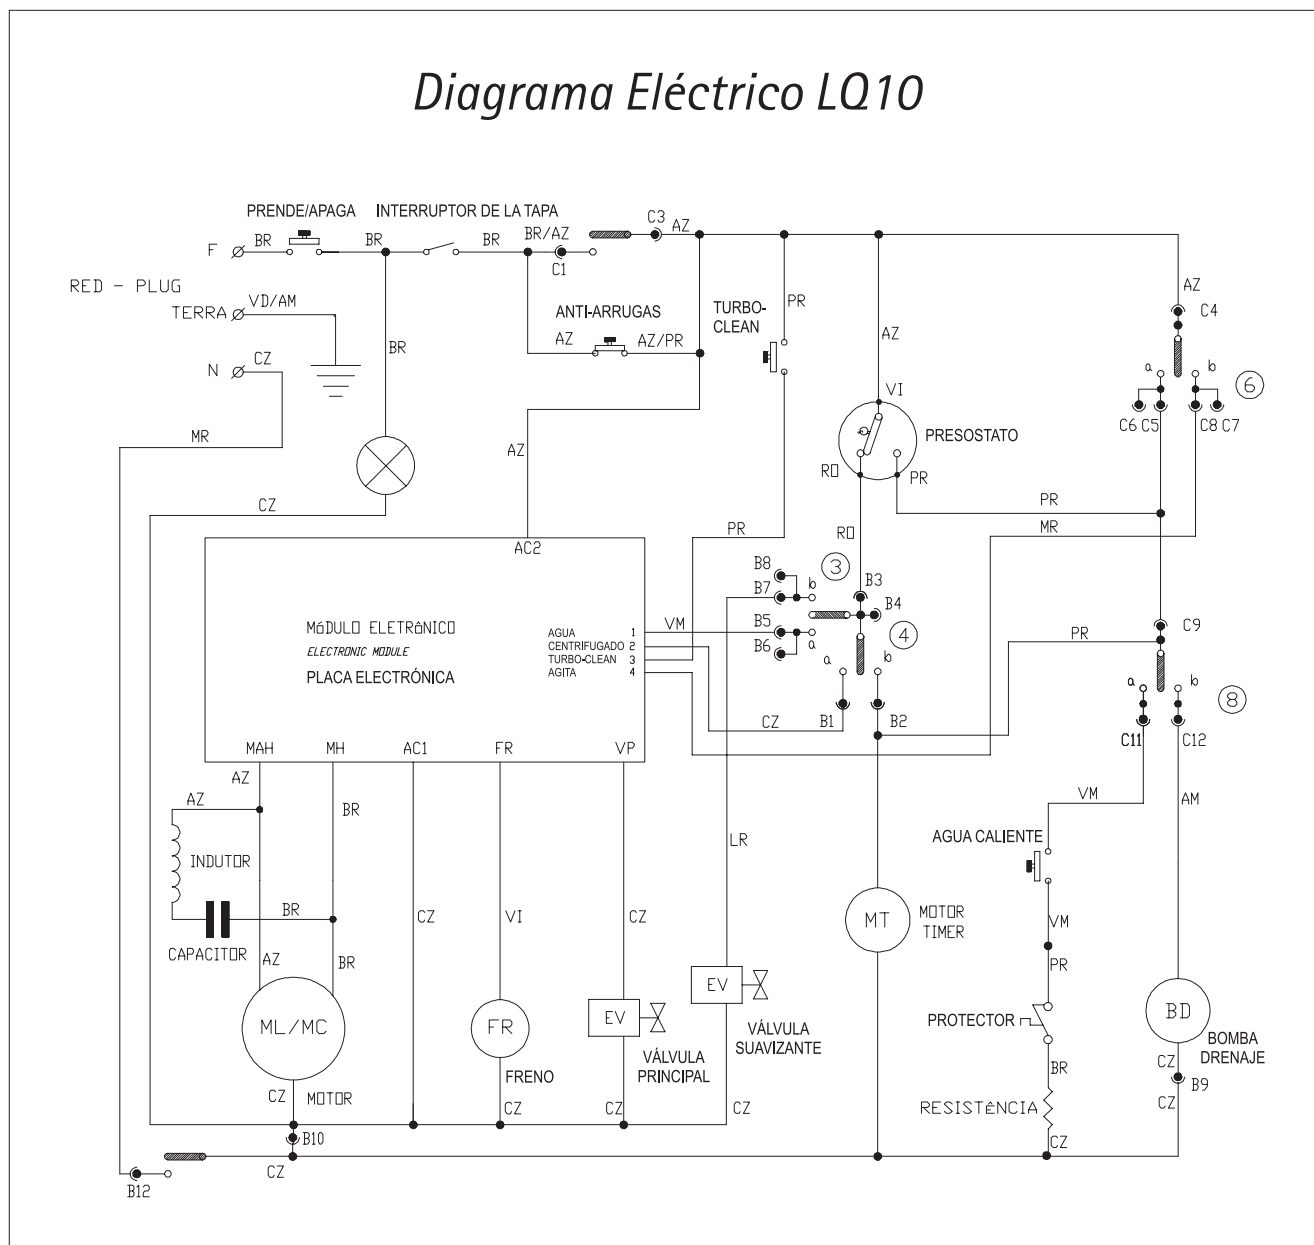 Diagrama Eléctrico LQ10
PRENDE/APAGA
INTERRUPTOR DE LA TAPA
C3
AZ
F
BR
BR
BR
BR/AZ
C1
RED - PLUG
TERRA
VD/AM
N
CZ
MR
BR
ANTI-ARRUGAS
AZ
AZ/PR
TURBO-
CLEAN
PR
AZ
AZ
C4
a
b
6
C6 C5
C8 C7
VI
PRESOSTATO
RO
PR
AZ
CZ
PR
RO
PR
MR
AC2
B8
B7
b
3
B3
B4
B5
B6
a
4
a
b
C9
PR
MóDULO ELETRôNICO
ELECTRONIC MODULE
PLACA ELECTRÓNICA
AGUA 1
CENTRIFUGADO 2
TURBO-CLEAN 3
AGITA 4
VM
CZ
B1
B2
a
b
8
C11
C12
MAH
MH
AC1
FR
VP
AZ
AZ
BR
INDUTOR
BR
CAPACITOR
AZ
BR
CZ
VI
CZ
LR
VM
AM
AGUA CALIENTE
MT
MOTOR
TIMER
VM
PR
ML/MC
FR
EV
EV
PROTECTOR
BD
VÁLVULA
SUAVIZANTE
VÁLVULA
PRINCIPAL
BOMBA
DRENAJE
FRENO
CZ
MOTOR
CZ
CZ
CZ
BR
CZ
B9
CZ
RESISTêNCIA
CZ
B10
CZ
B12